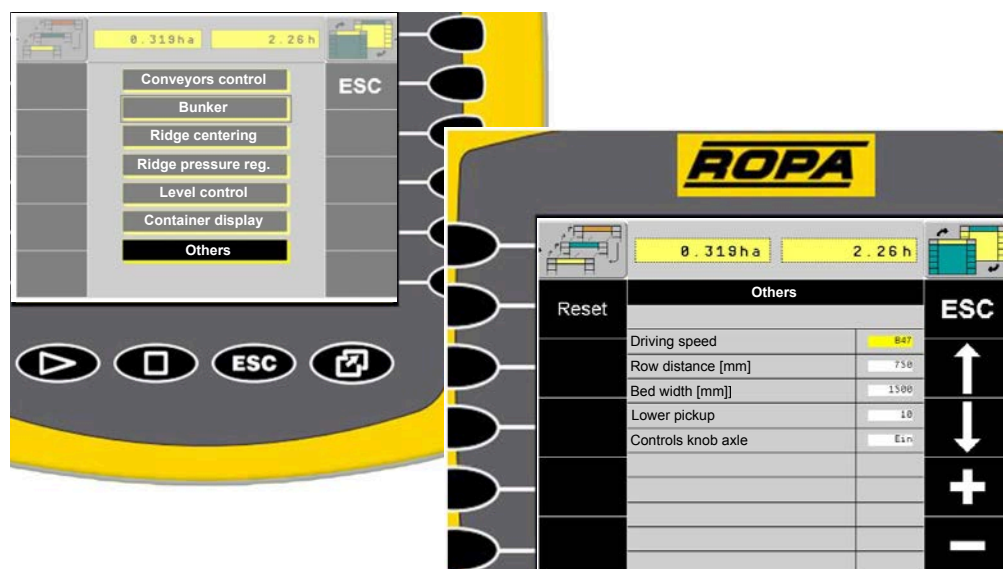 0.319ha 2.26h
Conveyors control
ESC
Bunker
Ridge centering
Ridge pressure reg.
Level control
Container display
Others
ESC
ROPA
0.319ha 2.26h
Others
Reset
ESC
Driving speed B47
Row distance [mm] 750
Bed width [mm]] 1500
Lower pickup 10
Controls knob axle Ein